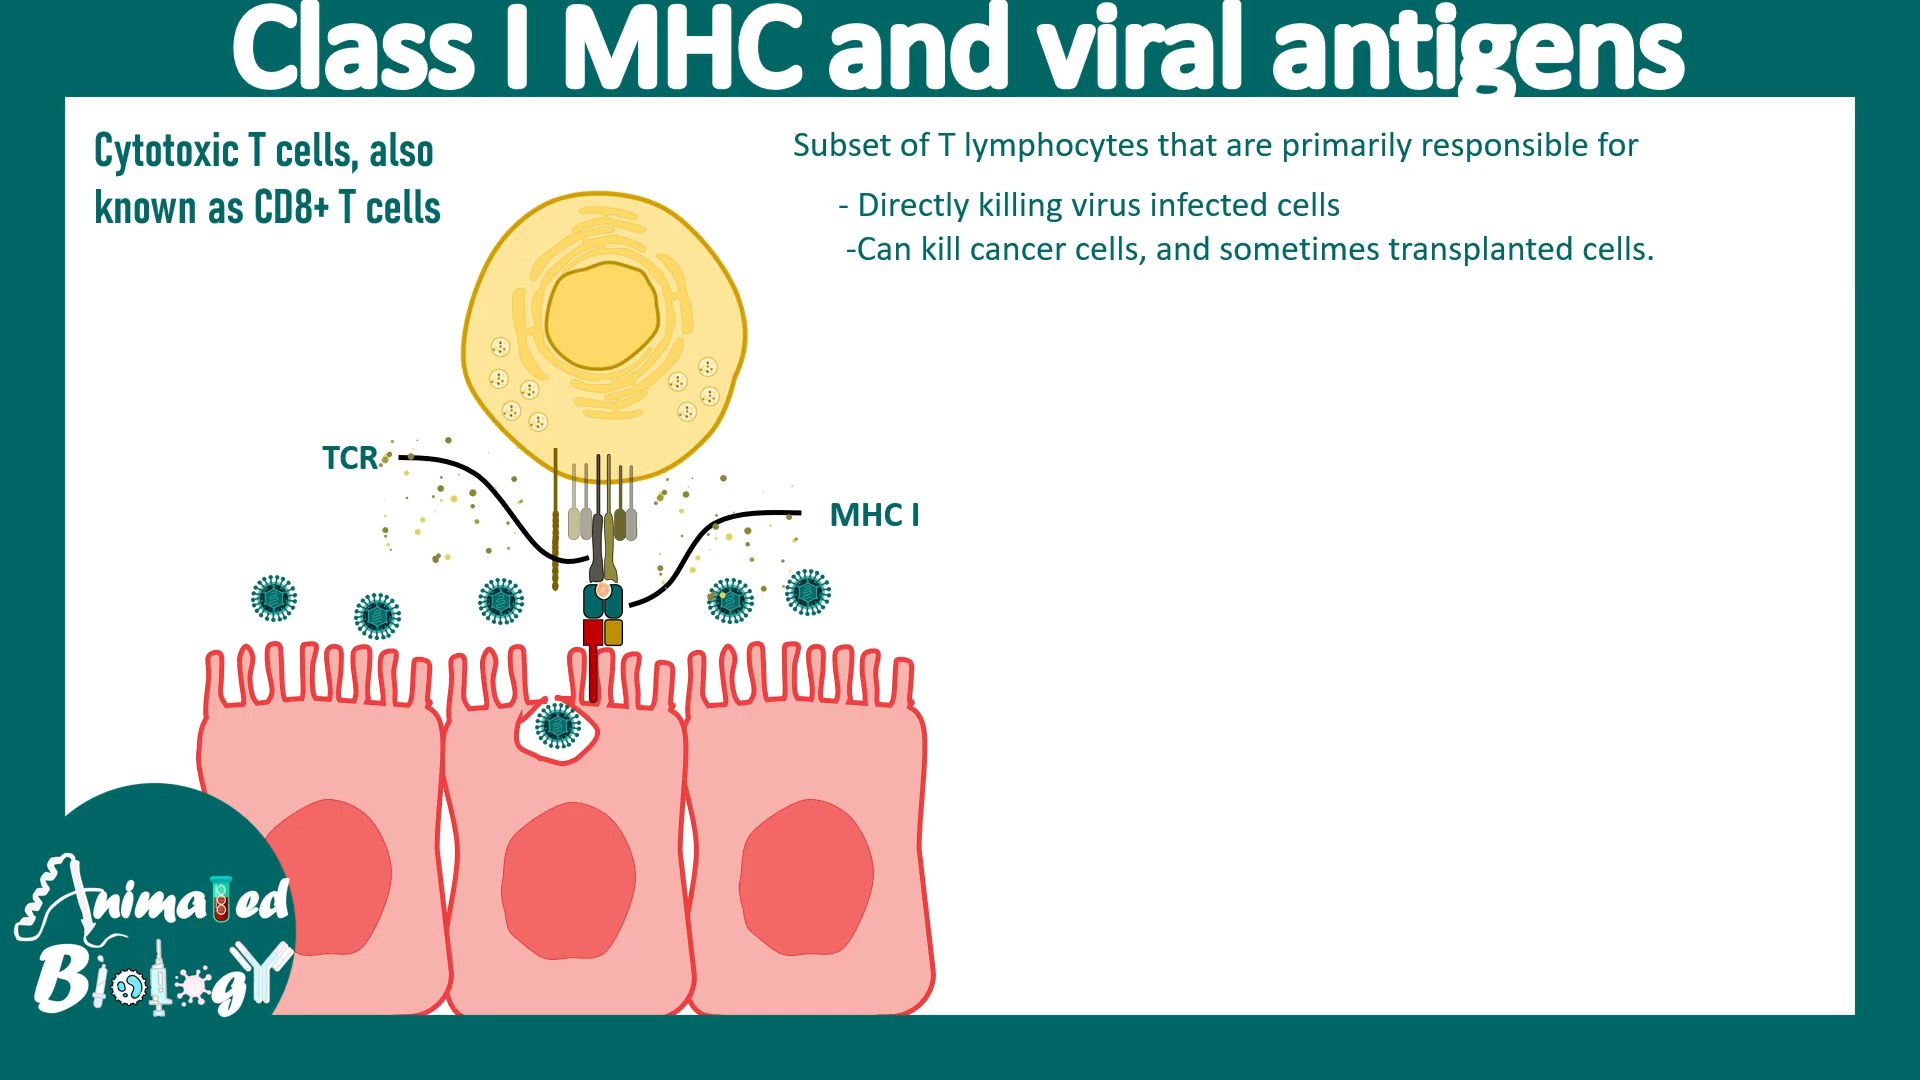 Class I MHC and viral antigens
Cytotoxic T cells, also
known as CD8+ T cells
Subset of T lymphocytes that are primarily responsible for
- Directly killing virus infected cells
-Can kill cancer cells, and sometimes transplanted cells.
TCR
MHC I
Animated
Biology